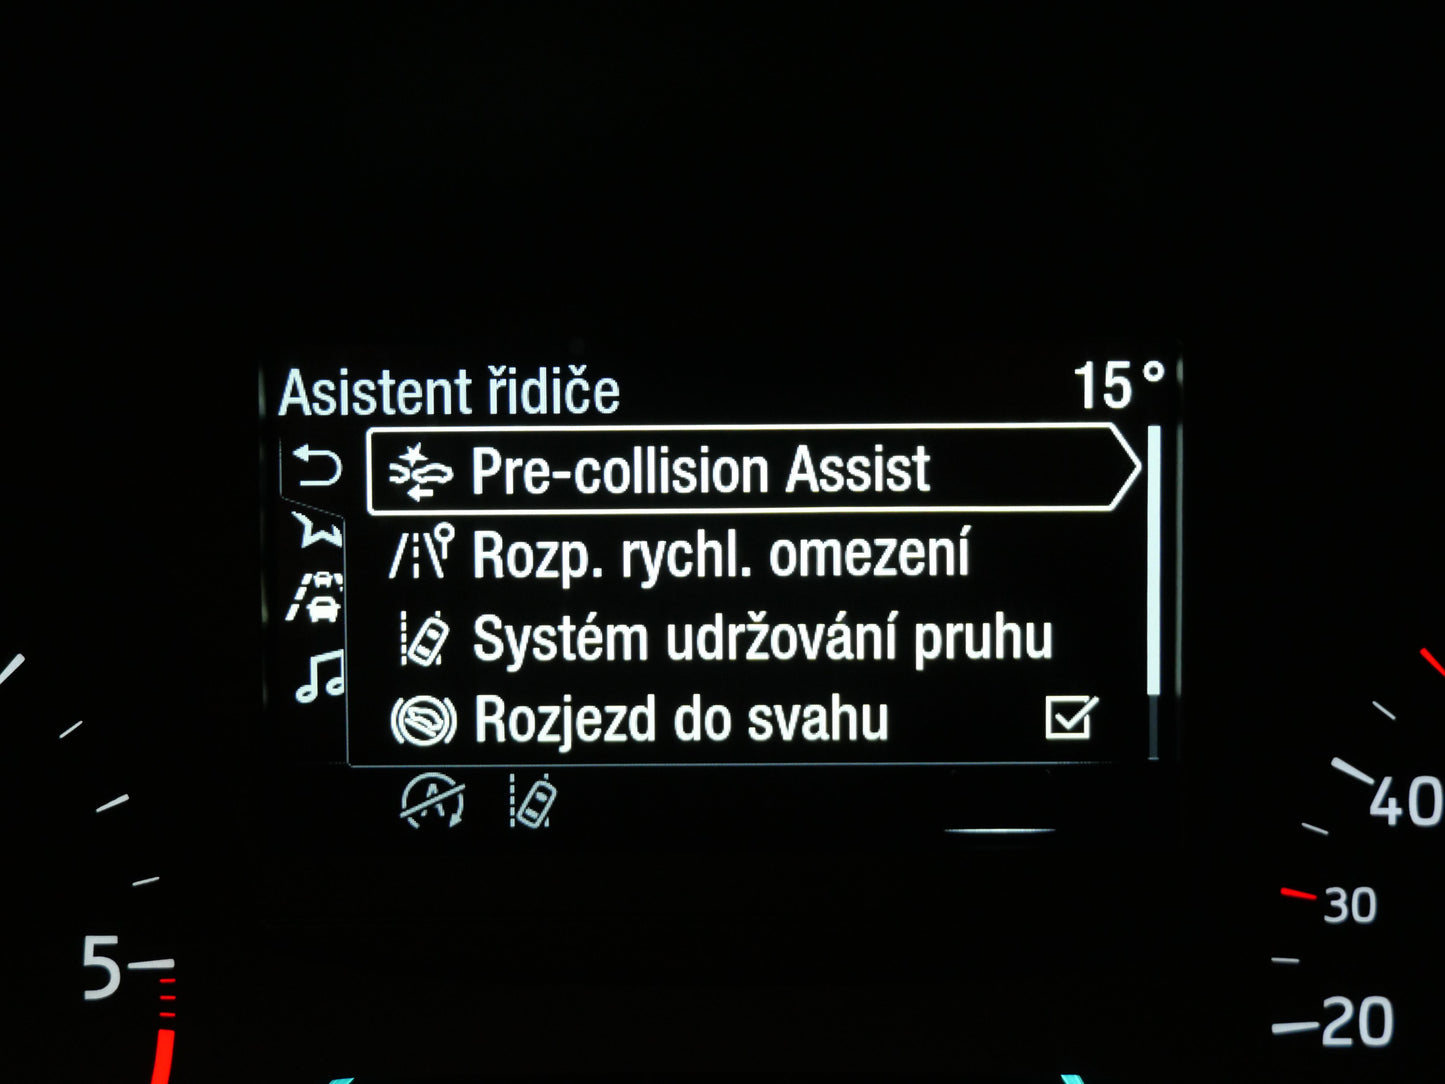 Asistent řidiče 15°
Pre-collision Assist
Rozp. rychl. omezení
Systém udržování pruhu
Rozjezd do svahu
5
40
30
20